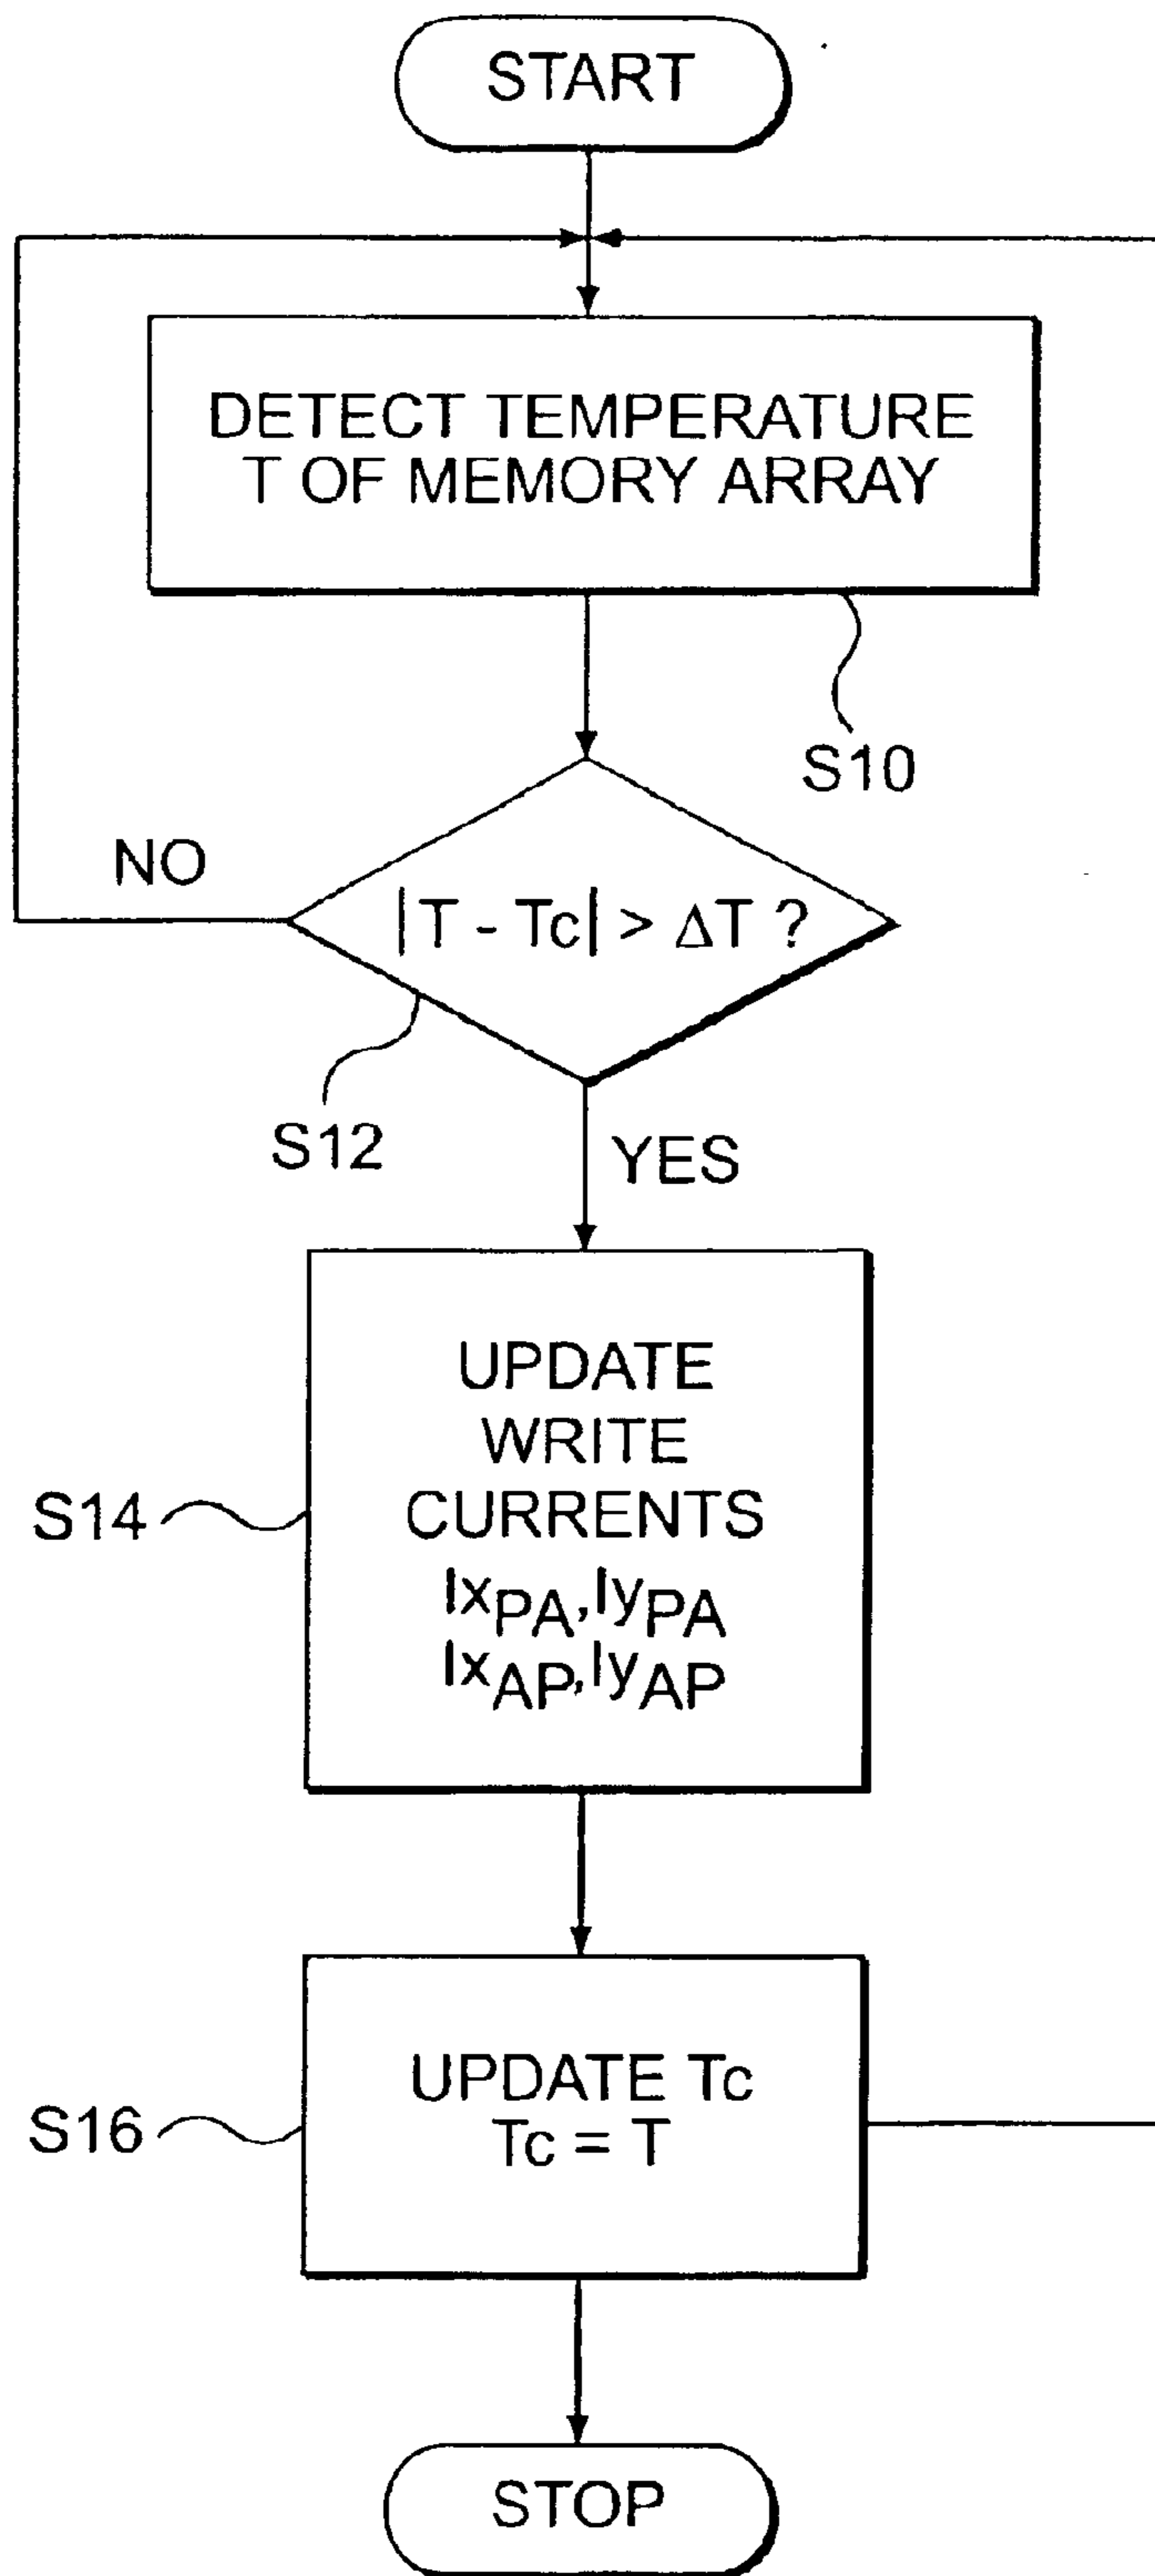 START
DETECT TEMPERATURE
T OF MEMORY ARRAY
S10
NO
|T - Tc| > ΔT ?
S12
YES
UPDATE
WRITE
CURRENTS
IxPA,IyPA
IxAP,IyAP
S14
UPDATE Tc
Tc = T
S16
STOP